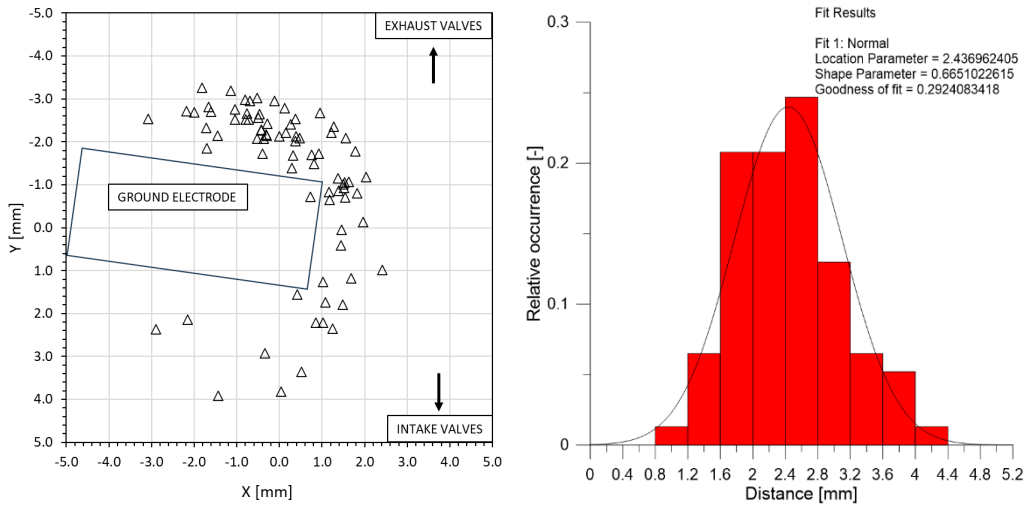 -5.0
EXHAUST VALVES
-4.0
-3.0
-2.0
-1.0
GROUND ELECTRODE
0.0
1.0
2.0
3.0
4.0
INTAKE VALVES
5.0
Y [mm]
-5.0 -4.0 -3.0 -2.0 -1.0 0.0 1.0 2.0 3.0 4.0 5.0
X [mm]
Fit Results
Fit 1: Normal
Location Parameter = 2.436962405
Shape Parameter = 0.6651022615
Goodness of fit = 0.2924083418
0.3
0.2
0.1
0
Relative occurrence [-]
0 0.4 0.8 1.2 1.6 2 2.4 2.8 3.2 3.6 4 4.4 4.8 5.2
Distance [mm]